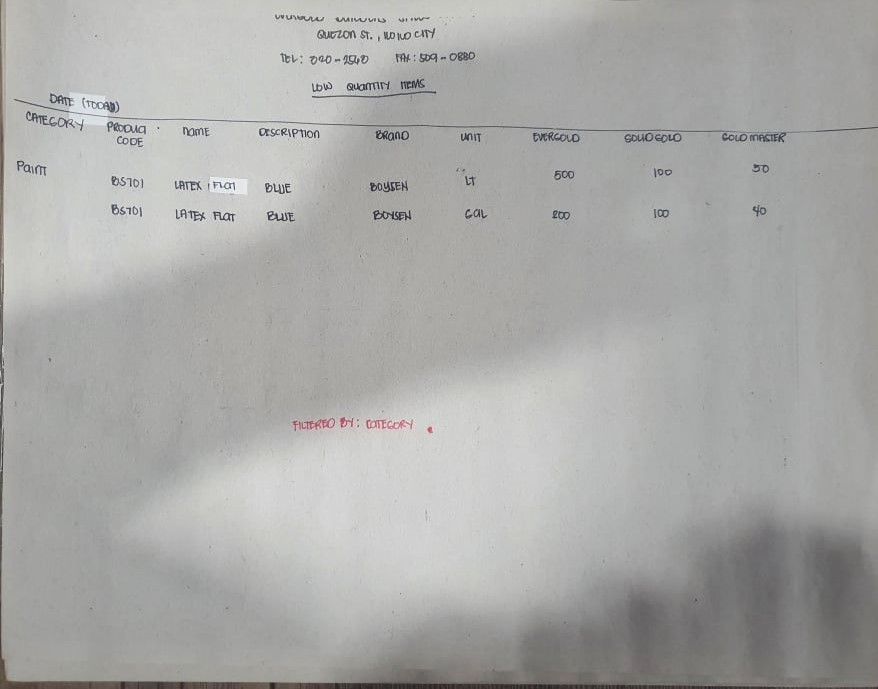 QUEZON ST., ILOILO CITY
TEL: 320-2540 FAX: 509-0880
LOW QUANTITY ITEMS
DATE (TODAY)
CATEGORY PRODUCT CODE NAME DESCRIPTION BRAND UNIT EVERGOLD SOLID GOLD GOLD MASTER
PAINT
BS701 LATEX FLAT BLUE BOYSEN LT 500 100 50
BS701 LATEX FLAT BLUE BOYSEN GAL 200 100 40
FILTERED BY: CATEGORY